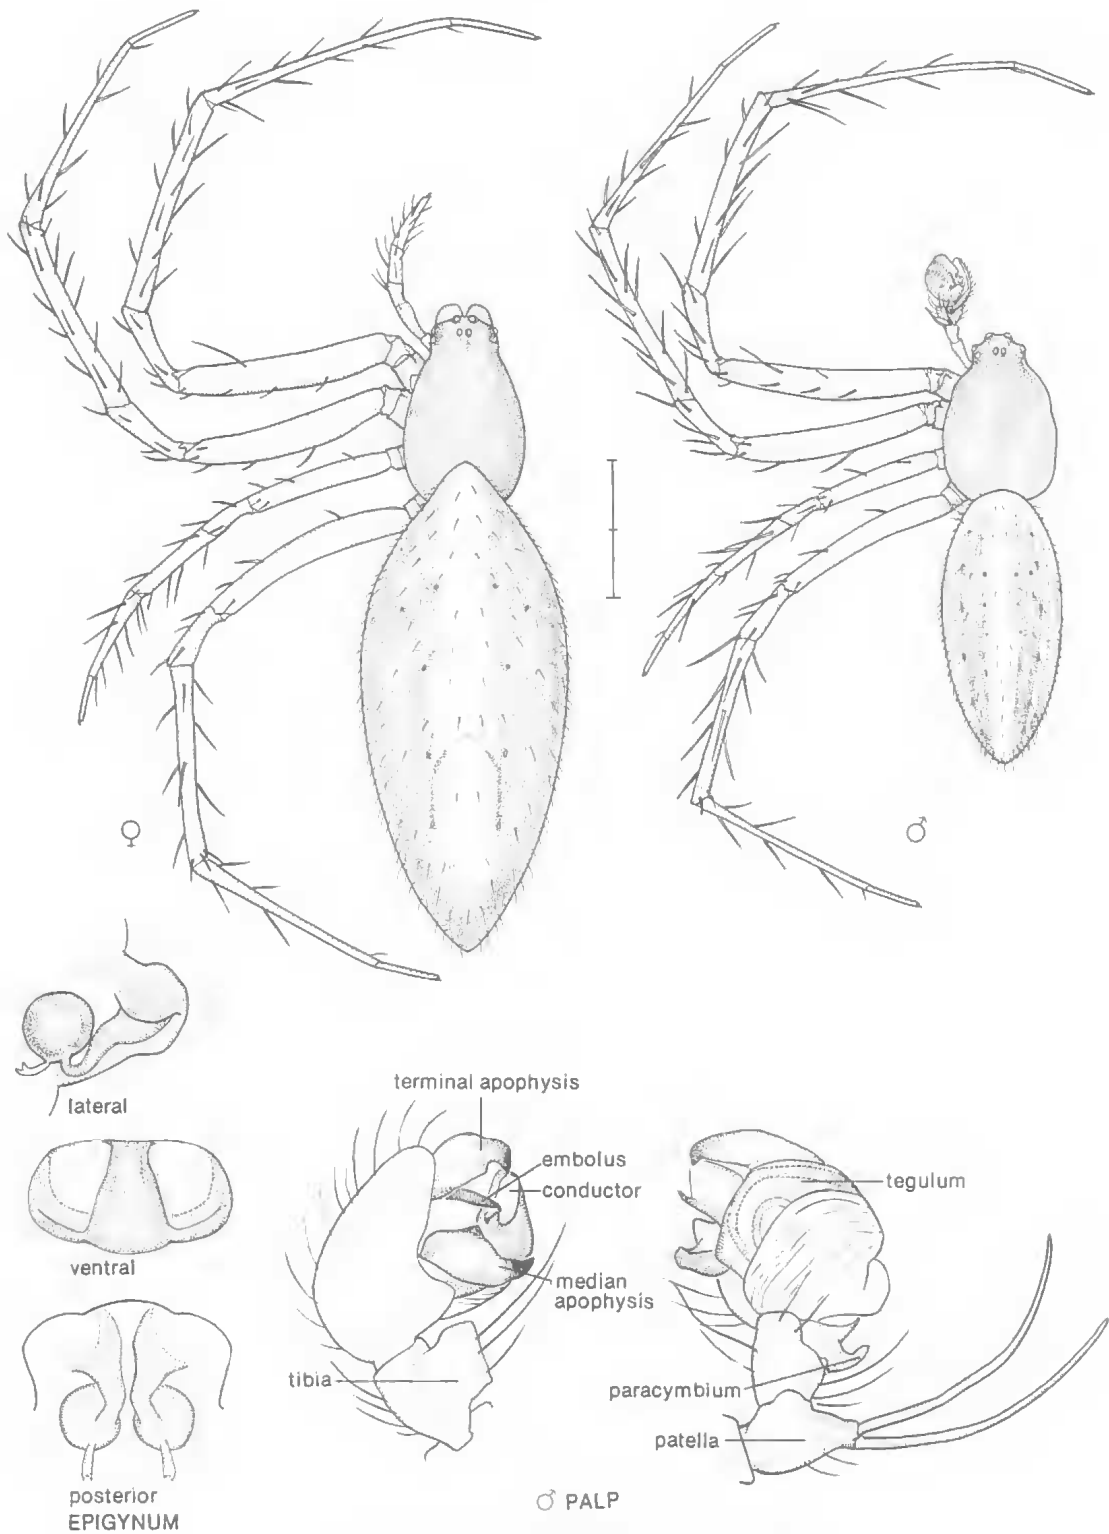 ♀
♂
lateral
ventral
posterior
EPIGYNUM
terminal apophysis
embolus
conductor
median
apophysis
tibia
tegulum
paracymbium
patella
♂ PALP